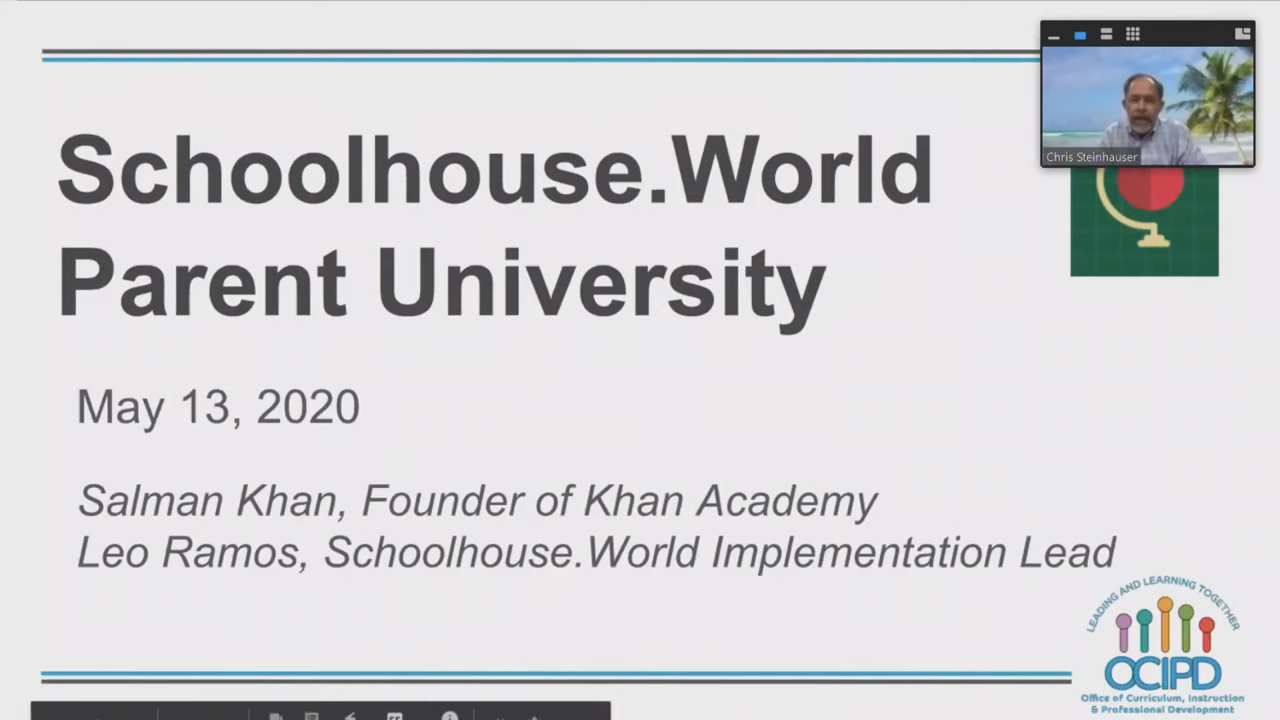 Schoolhouse.World
Parent University
Chris Steinhauser
May 13, 2020
Salman Khan, Founder of Khan Academy
Leo Ramos, Schoolhouse.World Implementation Lead
LEADING AND LEARNING TOGETHER
OCIPD
Office of Curriculum, Instruction
& Professional Development